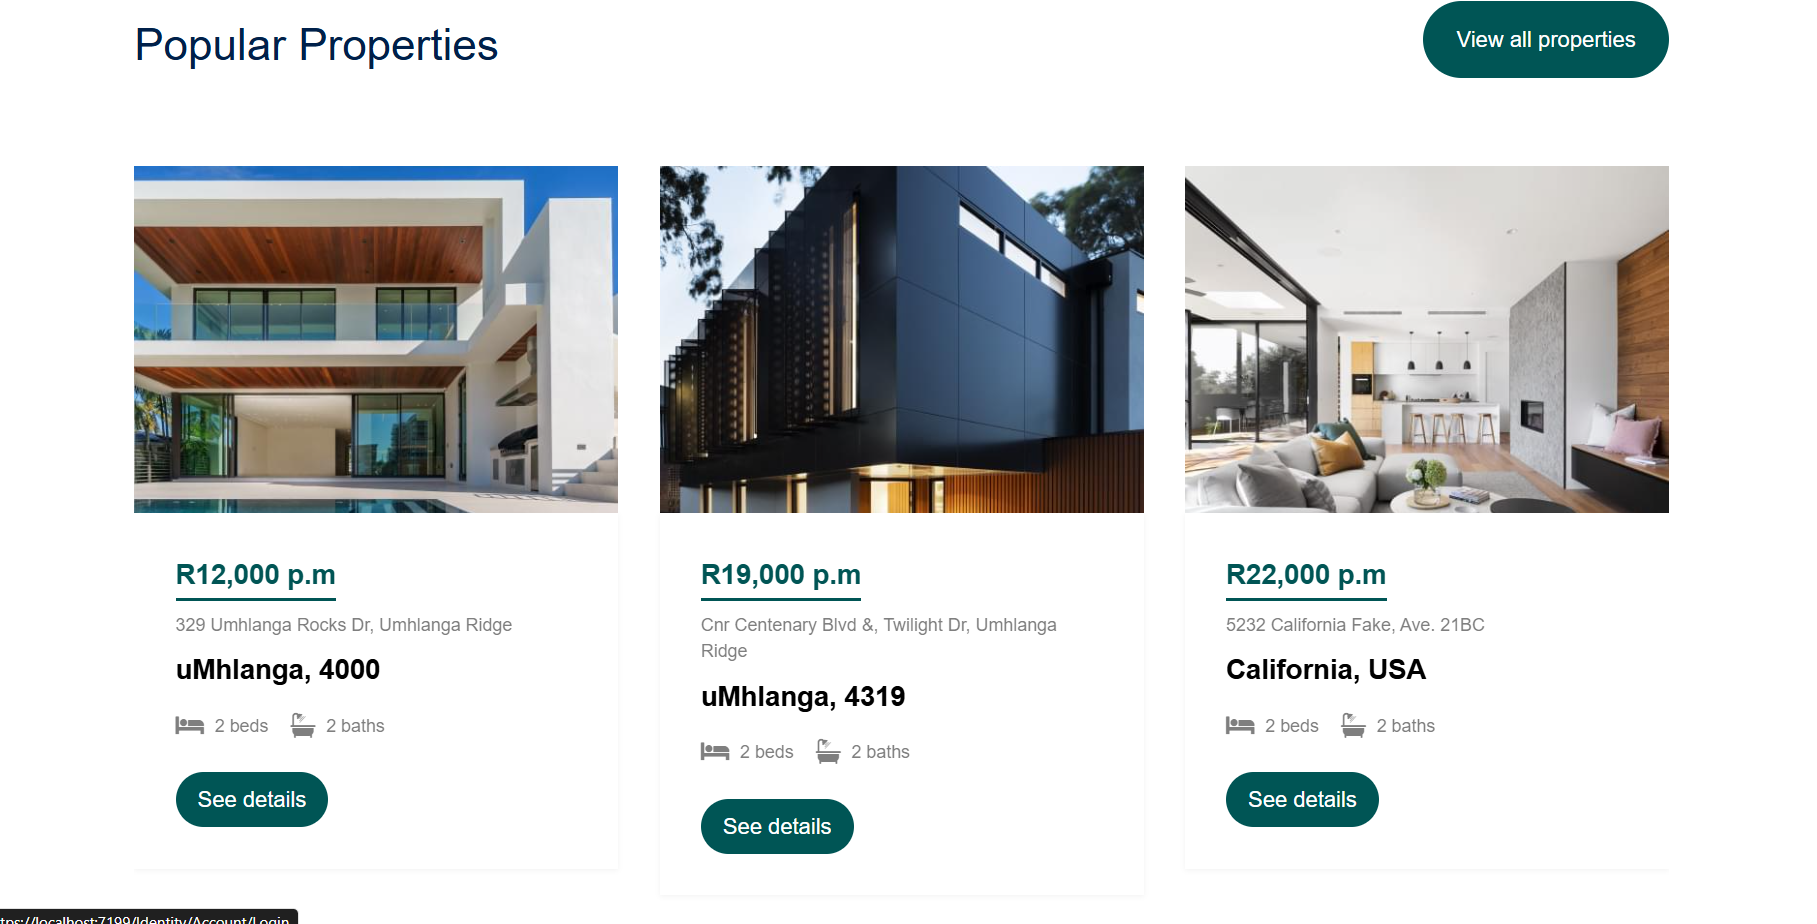 Popular Properties
View all properties
R12,000 p.m
329 Umhlanga Rocks Dr, Umhlanga Ridge
uMhlanga, 4000
2 beds 2 baths
See details
R19,000 p.m
Cnr Centenary Blvd &, Twilight Dr, Umhlanga
Ridge
uMhlanga, 4319
2 beds 2 baths
See details
R22,000 p.m
5232 California Fake, Ave. 21BC
California, USA
2 beds 2 baths
See details
tps://localhost:7199/Identity/Account/Login